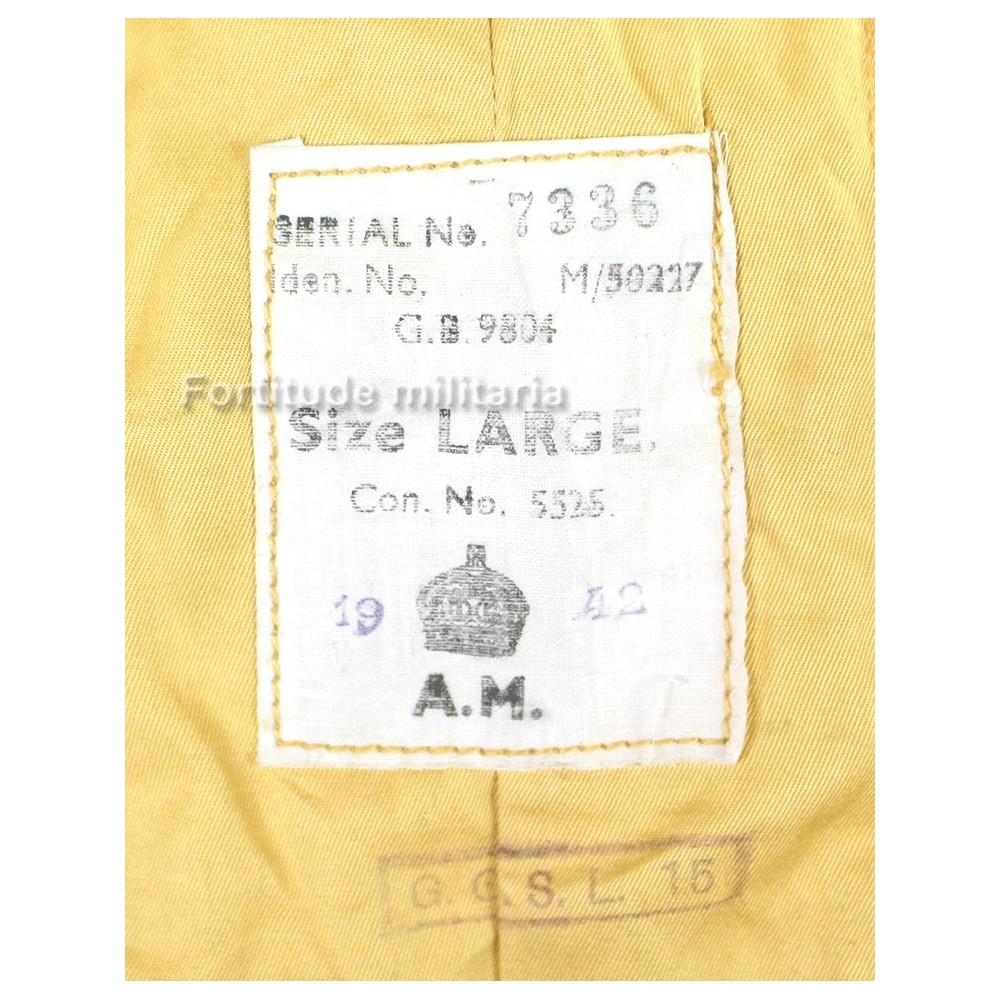 7336
SERIAL No.
Iden. No. M/50227
G.B. 9804
Fortitude militaria
Size LARGE.
Con. No. 5525.
19 42
A.M.
G.C.S.L. 15